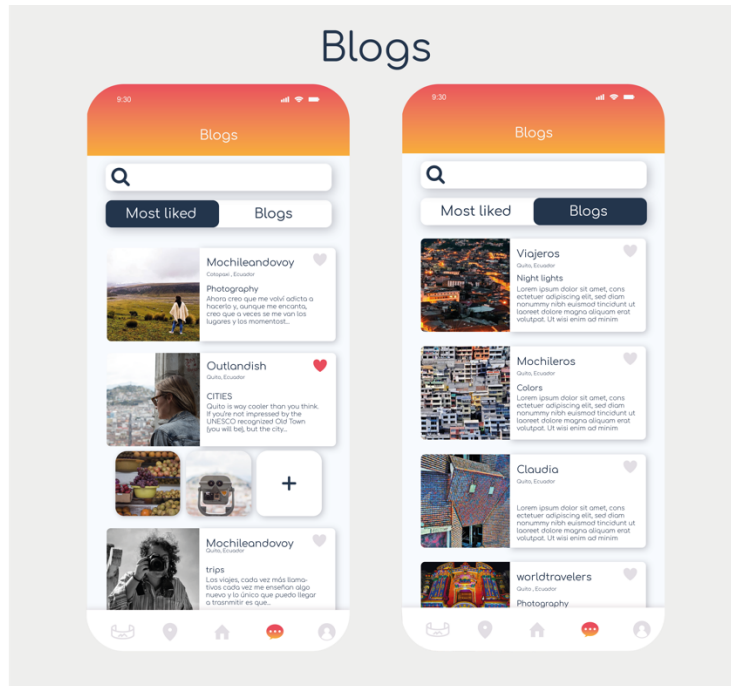 Blogs
9:30
Blogs
Most liked
Blogs
Mochileandovoy
Cotopaxi , Ecuador
Photography
Ahora creo que me volví adicta a
hacerlo y, aunque me encanta,
creo que a veces se me van los
lugares y los momentost...
Outlandish
Quito, Ecuador
CITIES
Quito is way cooler than you think.
If you're not impressed by the
UNESCO recognized Old Town
(you will be), but the city...
+
Mochileandovoy
Quito, Ecuador
trips
Los viajes, cada vez más llama-
tivos cada vez me enseñan algo
nuevo y lo único que puedo llegar
a trasnmitir es que...
9:30
Blogs
Most liked
Blogs
Viajeros
Quito, Ecuador
Night lights
Lorem ipsum dolor sit amet, cons
ectetuer adipiscing elit, sed diam
nonummy nibh euismod tincidunt ut
laoreet dolore magna aliquam erat
volutpat. Ut wisi enim ad minim
Mochileros
Quito, Ecuador
Colors
Lorem ipsum dolor sit amet, cons
ectetuer adipiscing elit, sed diam
nonummy nibh euismod tincidunt ut
laoreet dolore magna aliquam erat
volutpat. Ut wisi enim ad minim
Claudia
Quito, Ecuador
Lorem ipsum dolor sit amet, cons
ectetuer adipiscing elit, sed diam
nonummy nibh euismod tincidunt ut
laoreet dolore magna aliquam erat
volutpat. Ut wisi enim ad minim
worldtravelers
Quito , Ecuador
Photography